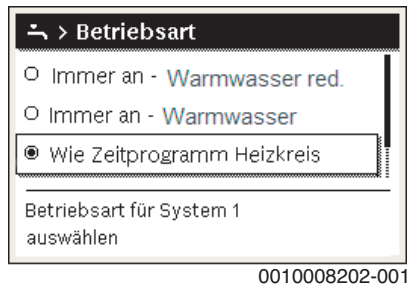 > Betriebsart
Immer an - Warmwasser red.
Immer an - Warmwasser
Wie Zeitprogramm Heizkreis
Betriebsart für System 1
auswählen
0010008202-001